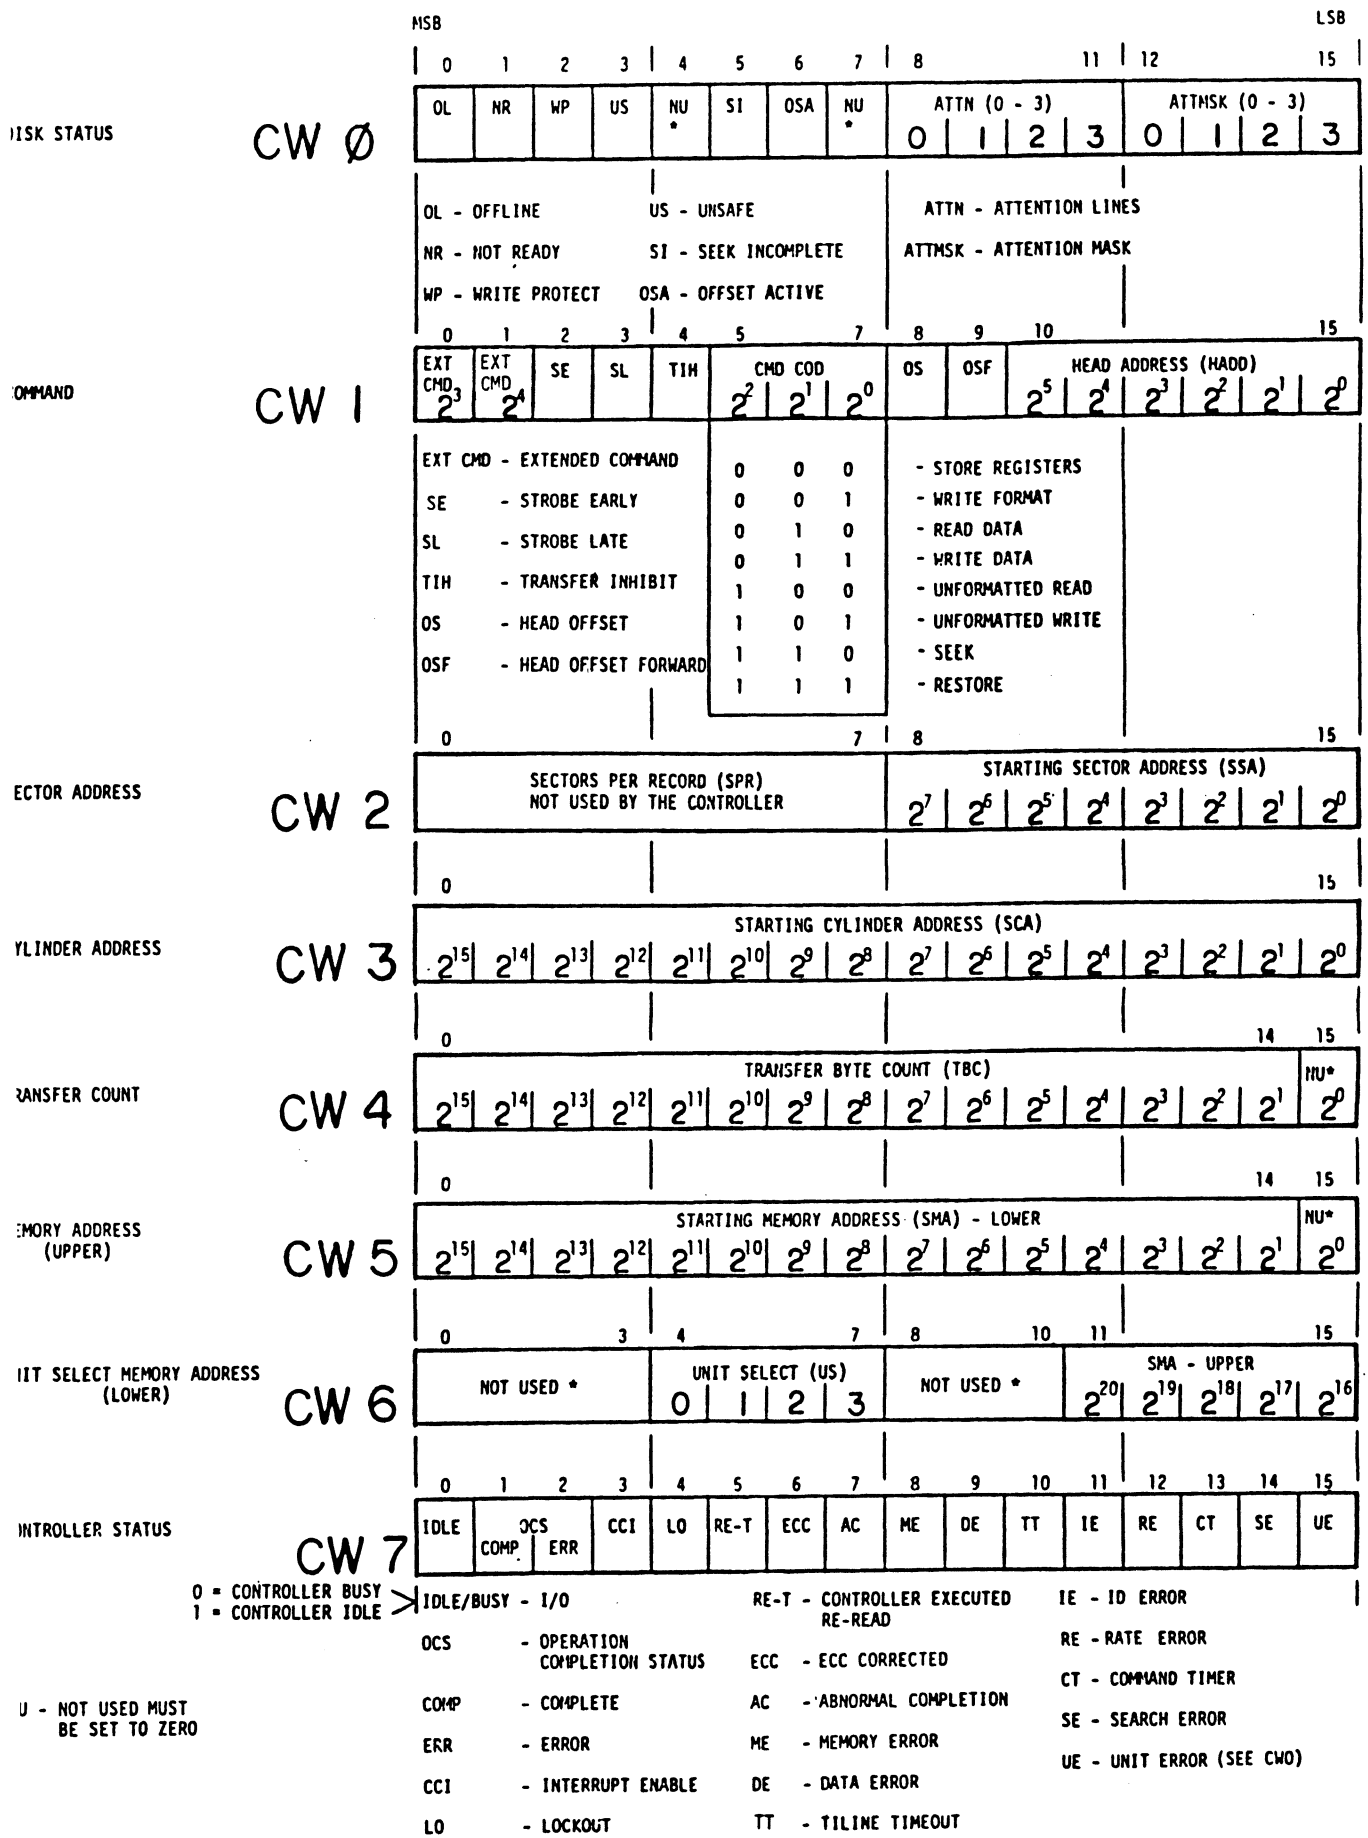 MSB LSB
0 1 2 3 4 5 6 7 8 11 12 15
OL NR WP US NU * SI OSA NU * ATTN (0 - 3) ATTMSK (0 - 3)
ISK STATUS CW Ø 0 1 2 3 0 1 2 3
OL - OFFLINE US - UNSAFE ATTN - ATTENTION LINES
NR - NOT READY SI - SEEK INCOMPLETE ATTMSK - ATTENTION MASK
WP - WRITE PROTECT OSA - OFFSET ACTIVE
0 1 2 3 4 5 7 8 9 10 15
EXT CMD 2³ EXT CMD 2⁴ SE SL TIH CMD COD OS OSF HEAD ADDRESS (HADD)
OMMAND CW 1 2² 2¹ 2⁰ 2⁵ 2⁴ 2³ 2² 2¹ 2⁰
EXT CMD - EXTENDED COMMAND 0 0 0 - STORE REGISTERS
SE - STROBE EARLY 0 0 1 - WRITE FORMAT
0 1 0 - READ DATA
SL - STROBE LATE 0 1 1 - WRITE DATA
TIH - TRANSFER INHIBIT 1 0 0 - UNFORMATTED READ
OS - HEAD OFFSET 1 0 1 - UNFORMATTED WRITE
OSF - HEAD OFFSET FORWARD 1 1 0 - SEEK
1 1 1 - RESTORE
0 7 8 15
SECTORS PER RECORD (SPR) STARTING SECTOR ADDRESS (SSA)
NOT USED BY THE CONTROLLER
ECTOR ADDRESS CW 2 2⁷ 2⁶ 2⁵ 2⁴ 2³ 2² 2¹ 2⁰
0 15
STARTING CYLINDER ADDRESS (SCA)
YLINDER ADDRESS CW 3 2¹⁵ 2¹⁴ 2¹³ 2¹² 2¹¹ 2¹⁰ 2⁹ 2⁸ 2⁷ 2⁶ 2⁵ 2⁴ 2³ 2² 2¹ 2⁰
0 14 15
TRANSFER BYTE COUNT (TBC) NU*
RANSFER COUNT CW 4 2¹⁵ 2¹⁴ 2¹³ 2¹² 2¹¹ 2¹⁰ 2⁹ 2⁸ 2⁷ 2⁶ 2⁵ 2⁴ 2³ 2² 2¹ 2⁰
0 14 15
STARTING MEMORY ADDRESS (SMA) - LOWER NU*
EMORY ADDRESS
(UPPER) CW 5 2¹⁵ 2¹⁴ 2¹³ 2¹² 2¹¹ 2¹⁰ 2⁹ 2⁸ 2⁷ 2⁶ 2⁵ 2⁴ 2³ 2² 2¹ 2⁰
0 3 4 7 8 10 11 15
NOT USED * UNIT SELECT (US) NOT USED * SMA - UPPER
IT SELECT MEMORY ADDRESS
(LOWER) CW 6 0 1 2 3 2²⁰ 2¹⁹ 2¹⁸ 2¹⁷ 2¹⁶
0 1 2 3 4 5 6 7 8 9 10 11 12 13 14 15
IDLE OCS CCI LO RE-T ECC AC ME DE TT IE RE CT SE UE
ONTROLLER STATUS CW 7 COMP ERR
0 = CONTROLLER BUSY
1 = CONTROLLER IDLE
IDLE/BUSY - I/O RE-T - CONTROLLER EXECUTED RE-READ IE - ID ERROR
OCS - OPERATION COMPLETION STATUS ECC - ECC CORRECTED RE - RATE ERROR
CT - COMMAND TIMER
U - NOT USED MUST
BE SET TO ZERO
COMP - COMPLETE AC - ABNORMAL COMPLETION SE - SEARCH ERROR
ERR - ERROR ME - MEMORY ERROR UE - UNIT ERROR (SEE CW0)
CCI - INTERRUPT ENABLE DE - DATA ERROR
LO - LOCKOUT TT - TILINE TIMEOUT